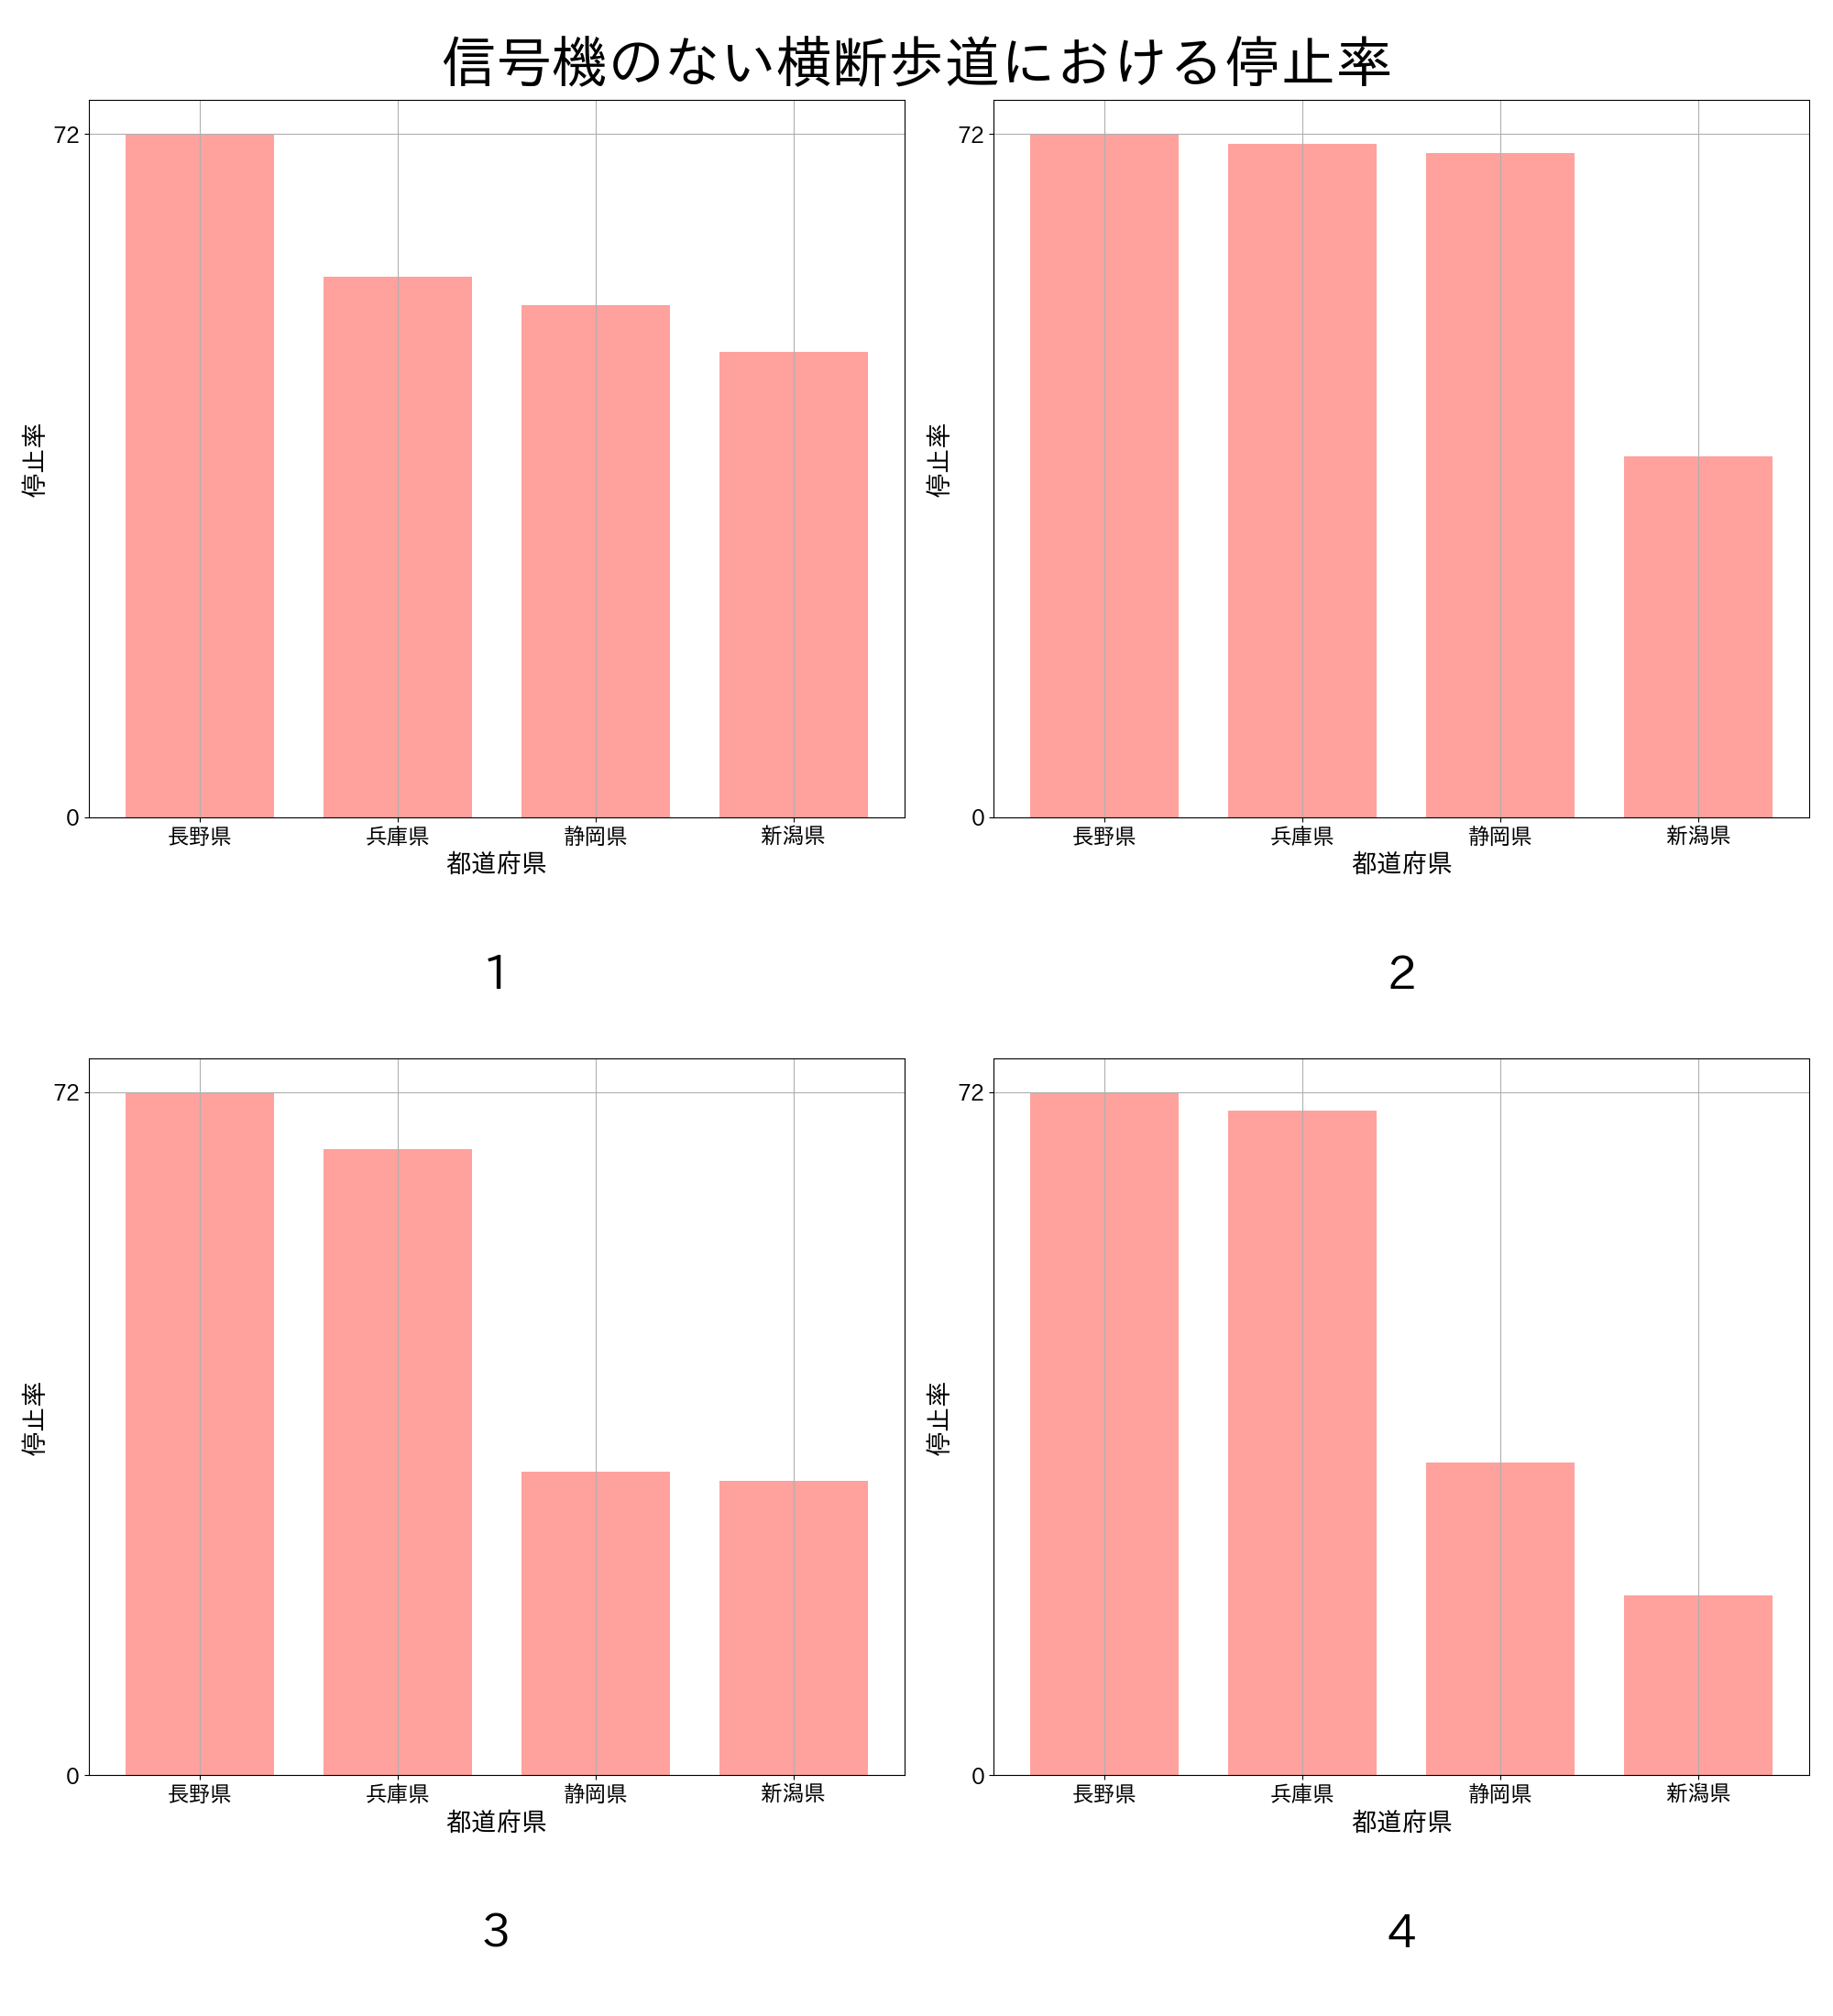 信号機のない横断歩道における停止率
72
0
停止率
長野県 兵庫県 静岡県 新潟県
都道府県
1
72
0
停止率
長野県 兵庫県 静岡県 新潟県
都道府県
2
72
0
停止率
長野県 兵庫県 静岡県 新潟県
都道府県
3
72
0
停止率
長野県 兵庫県 静岡県 新潟県
都道府県
4